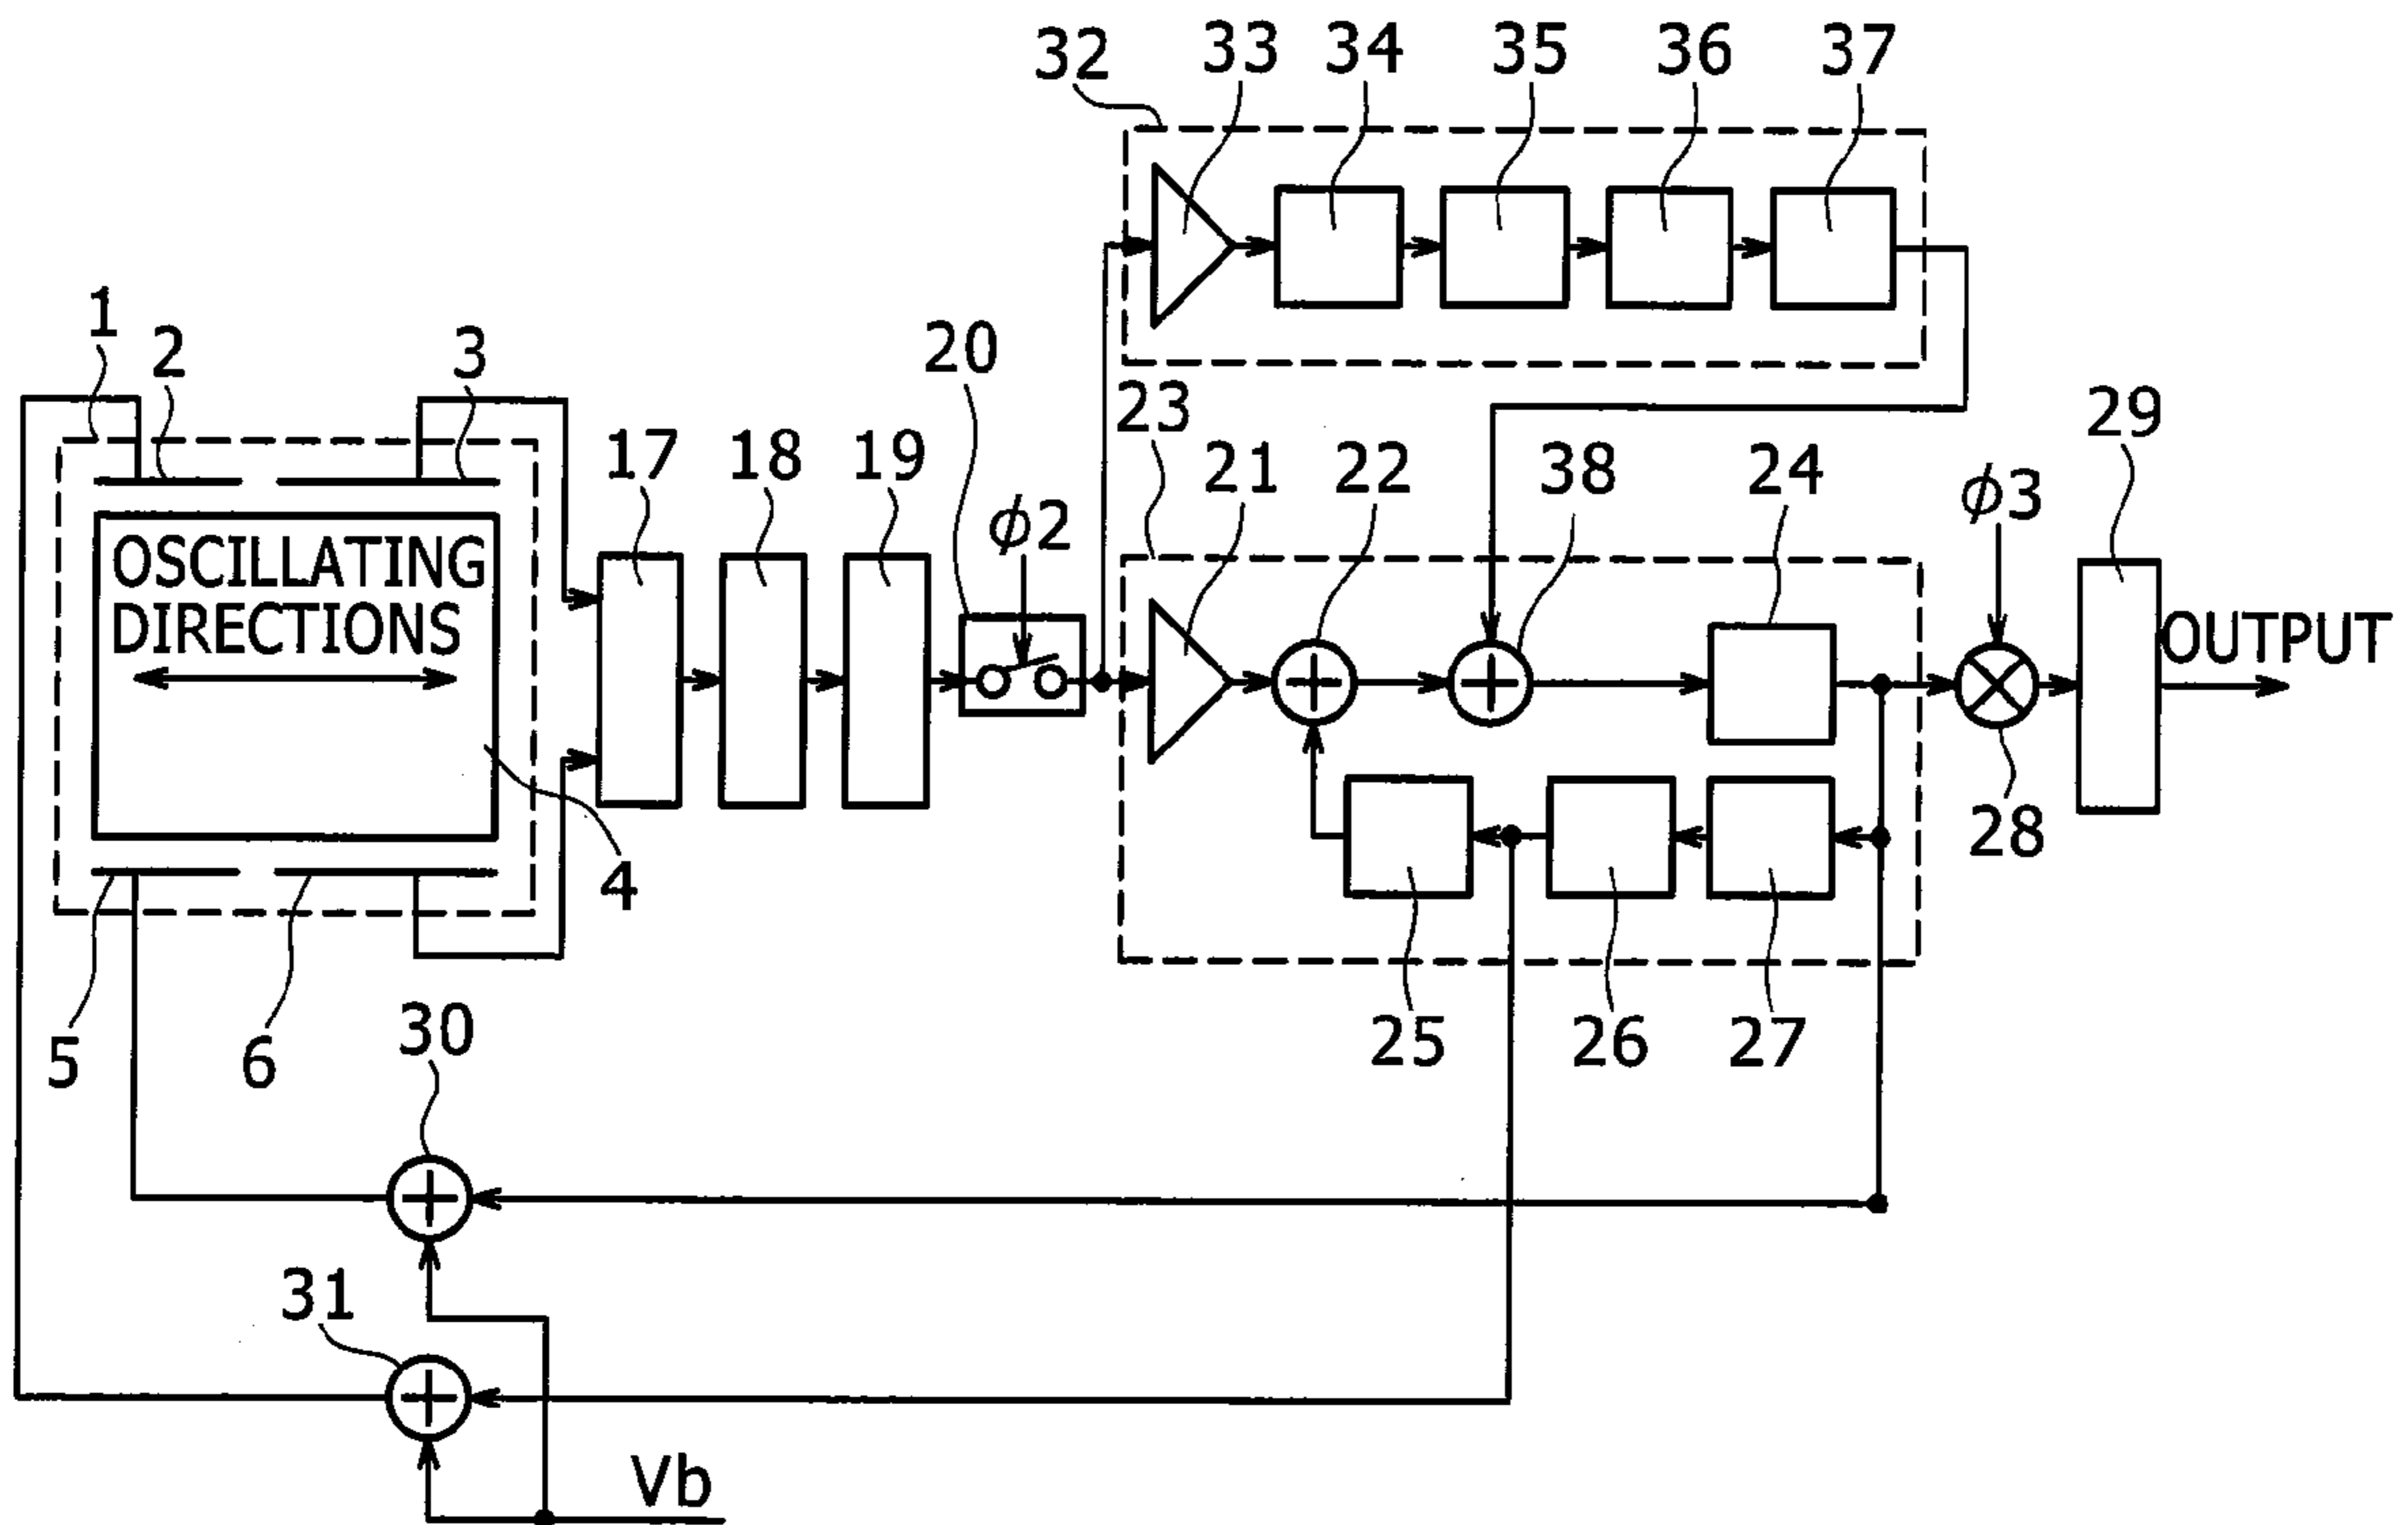 32 33 34 35 36 37
1 2 3 20 23 29
17 18 19 φ2 21 22 38 24 φ3
OSCILLATING
DIRECTIONS
OUTPUT
28
4
5 6 30 25 26 27
31
Vb